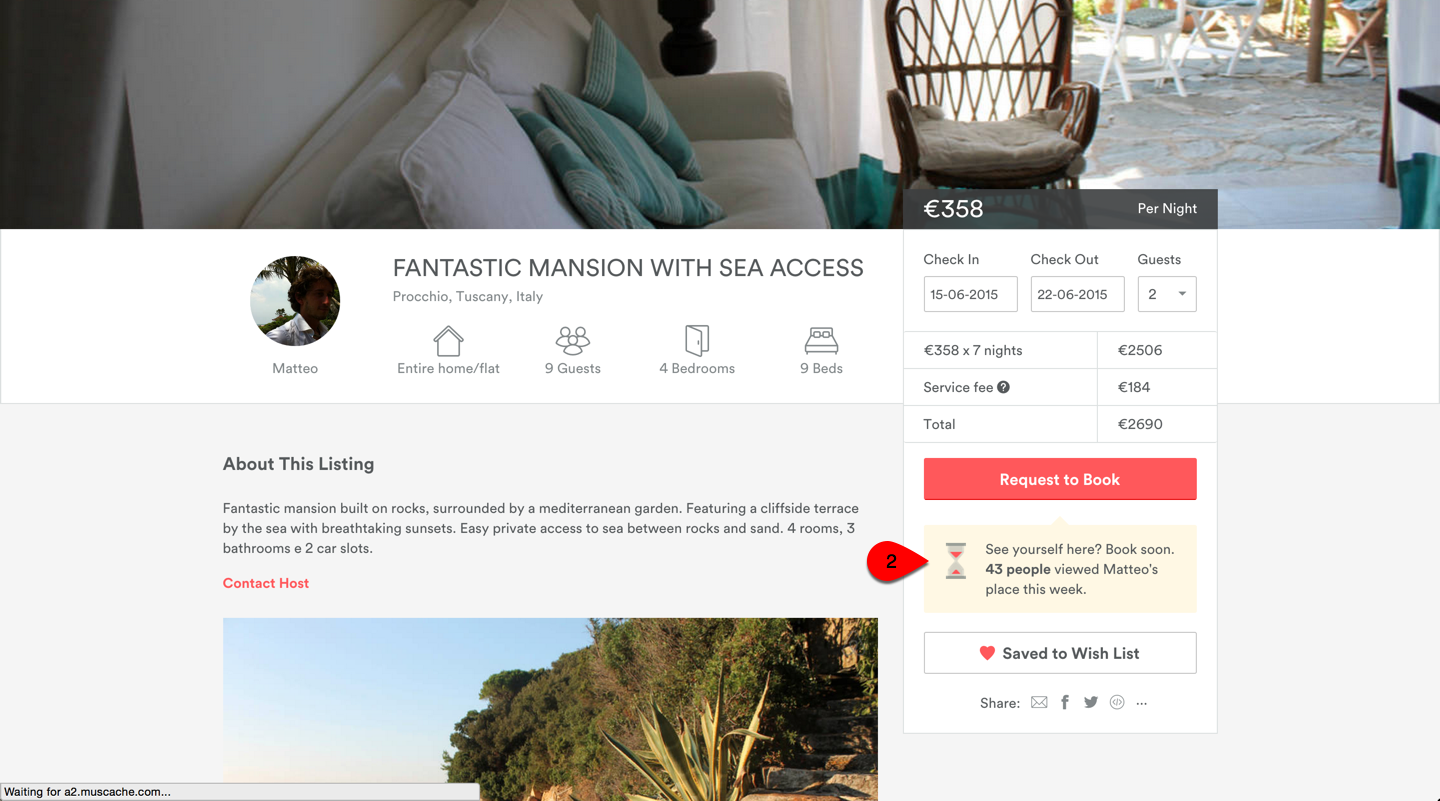 €358 Per Night
FANTASTIC MANSION WITH SEA ACCESS
Procchio, Tuscany, Italy
Matteo
Entire home/flat
9 Guests
4 Bedrooms
9 Beds
Check In Check Out Guests
15-06-2015 22-06-2015 2
€358 x 7 nights €2506
Service fee ? €184
Total €2690
Request to Book
2
See yourself here? Book soon.
43 people viewed Matteo's
place this week.
Saved to Wish List
Share: ...
About This Listing
Fantastic mansion built on rocks, surrounded by a mediterranean garden. Featuring a cliffside terrace
by the sea with breathtaking sunsets. Easy private access to sea between rocks and sand. 4 rooms, 3
bathrooms e 2 car slots.
Contact Host
Waiting for a2.muscache.com...